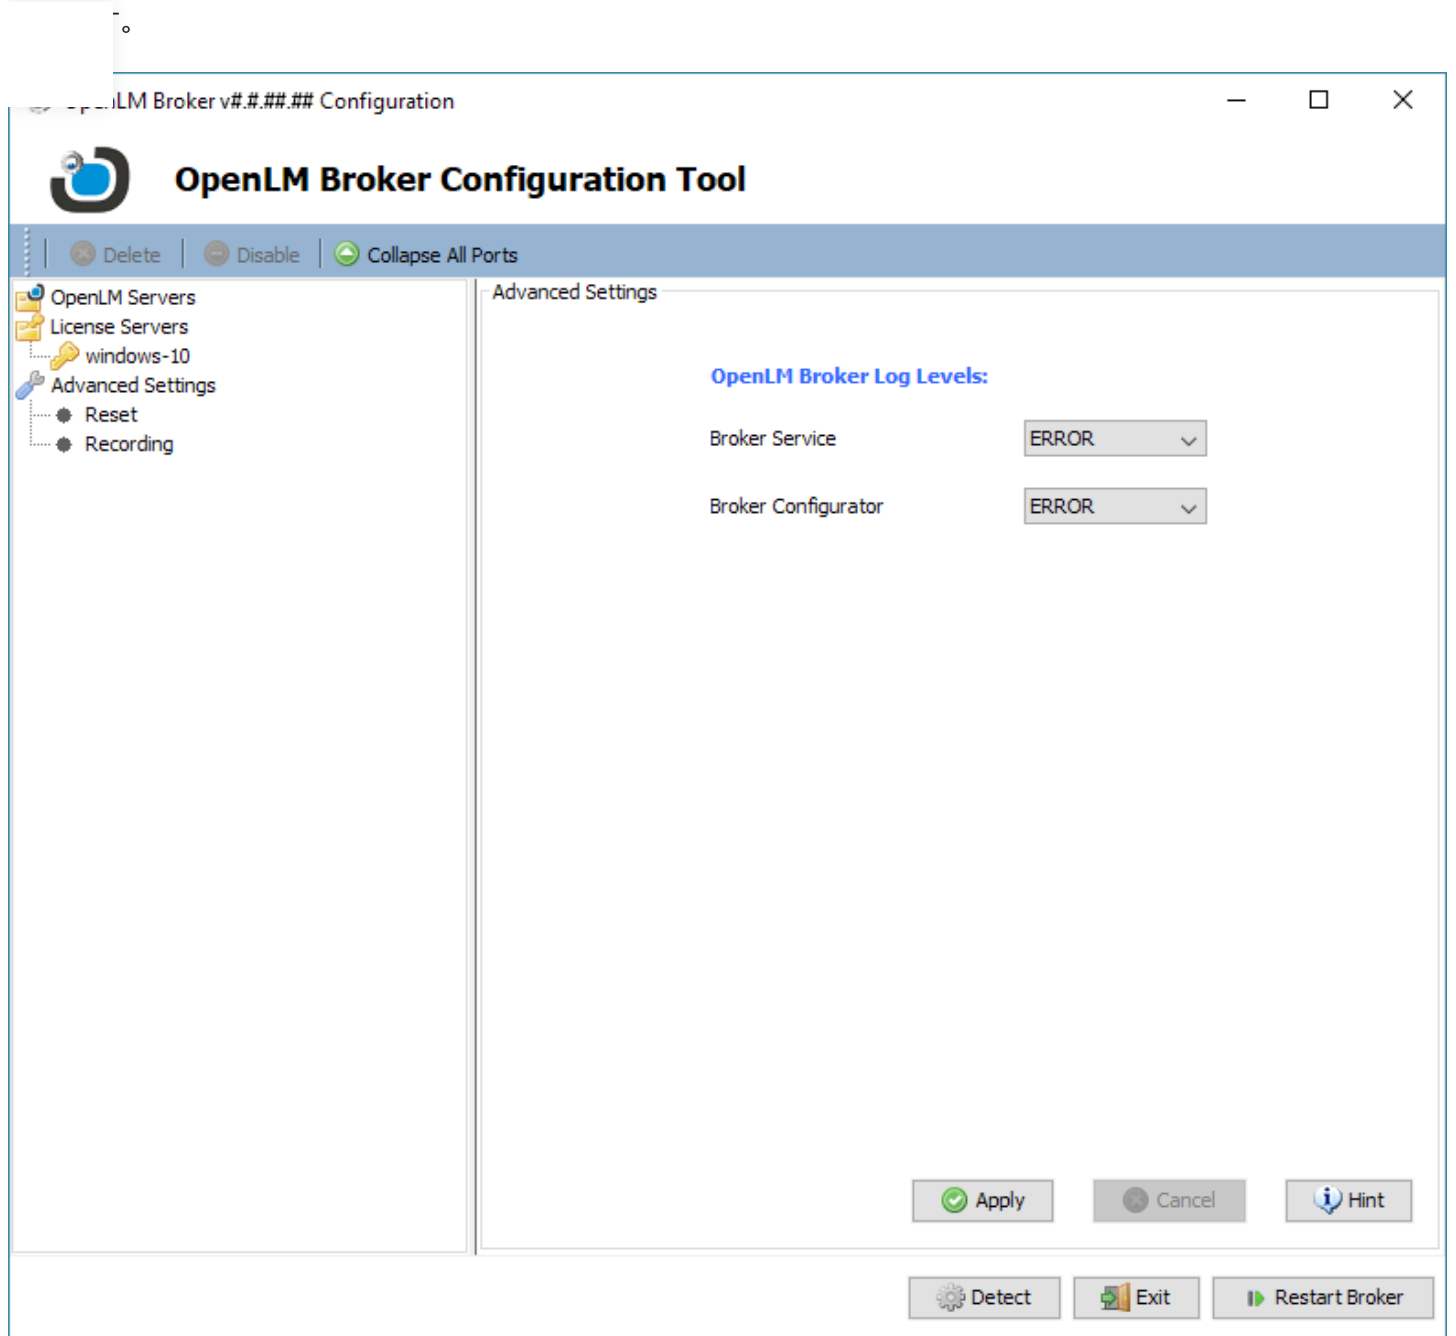 。
OpenLM Broker v#.#.##.## Configuration
OpenLM Broker Configuration Tool
Delete Disable Collapse All Ports
OpenLM Servers
License Servers
windows-10
Advanced Settings
Reset
Recording
Advanced Settings
OpenLM Broker Log Levels:
Broker Service ERROR
Broker Configurator ERROR
Apply Cancel Hint
Detect Exit Restart Broker